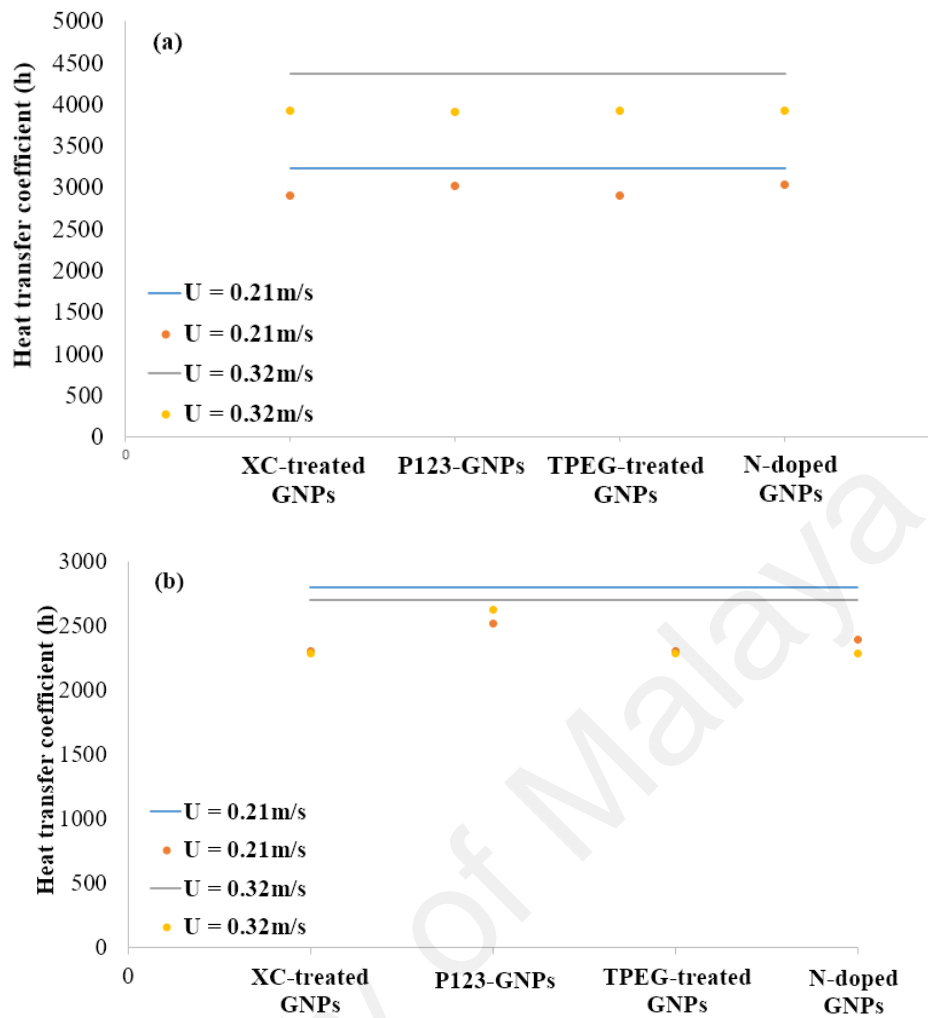 5000
(a)
4500
4000
3500
3000
2500
2000
1500
1000
500
0
Heat transfer coefficient (h)
U = 0.21m/s
U = 0.21m/s
U = 0.32m/s
U = 0.32m/s
0
XC-treated GNPs
P123-GNPs
TPEG-treated GNPs
N-doped GNPs
3000
(b)
2500
2000
1500
1000
500
0
Heat transfer coefficient (h)
U = 0.21m/s
U = 0.21m/s
U = 0.32m/s
U = 0.32m/s
0
XC-treated GNPs
P123-GNPs
TPEG-treated GNPs
N-doped GNPs
of Malaya